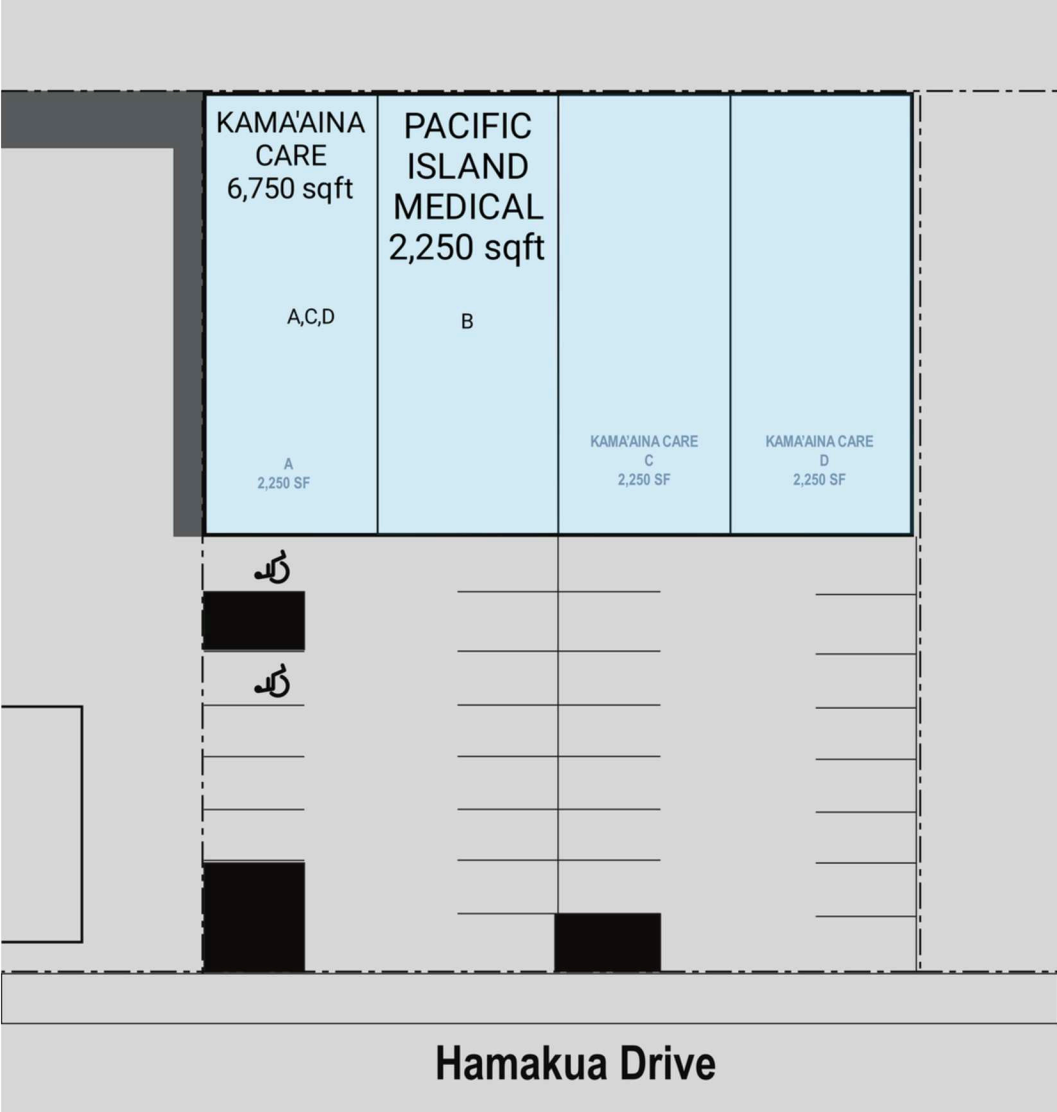 KAMA'AINA
CARE
6,750 sqft
A,C,D
A
2,250 SF
PACIFIC
ISLAND
MEDICAL
2,250 sqft
B
KAMA'AINA CARE
C
2,250 SF
KAMA'AINA CARE
D
2,250 SF
Hamakua Drive